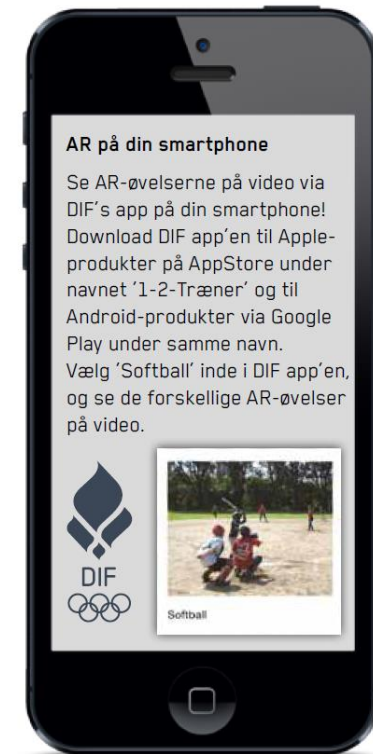 AR på din smartphone
Se AR-øvelserne på video via
DIF's app på din smartphone!
Download DIF app'en til Apple-
produkter på AppStore under
navnet '1-2-Træner' og til
Android-produkter via Google
Play under samme navn.
Vælg 'Softball' inde i DIF app'en,
og se de forskellige AR-øvelser
på video.
DIF
Softball